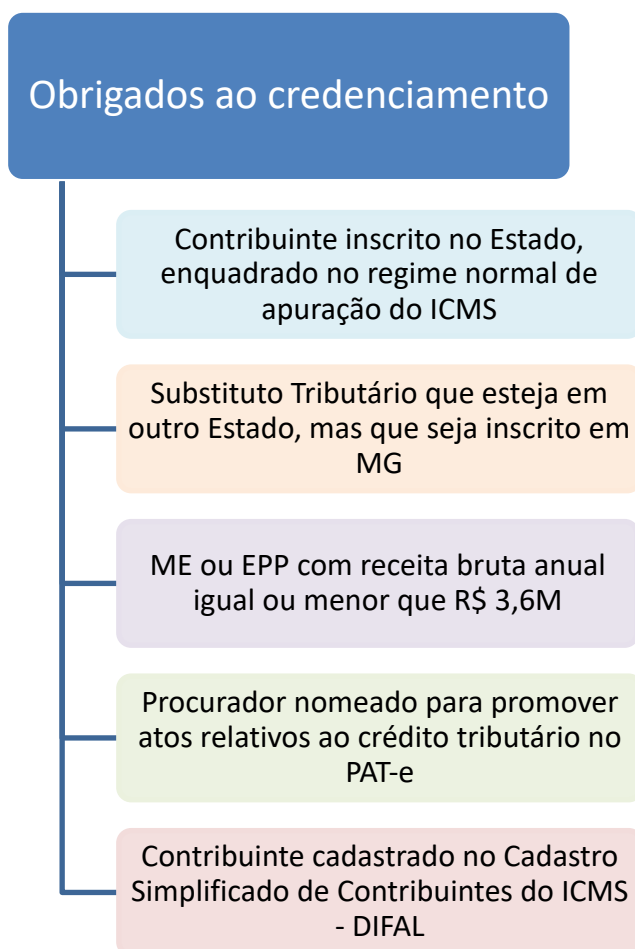 Obrigados ao credenciamento
Contribuinte inscrito no Estado,
enquadrado no regime normal de
apuração do ICMS
Substituto Tributário que esteja em
outro Estado, mas que seja inscrito em
MG
ME ou EPP com receita bruta anual
igual ou menor que R$ 3,6M
Procurador nomeado para promover
atos relativos ao crédito tributário no
PAT-e
Contribuinte cadastrado no Cadastro
Simplificado de Contribuintes do ICMS
- DIFAL